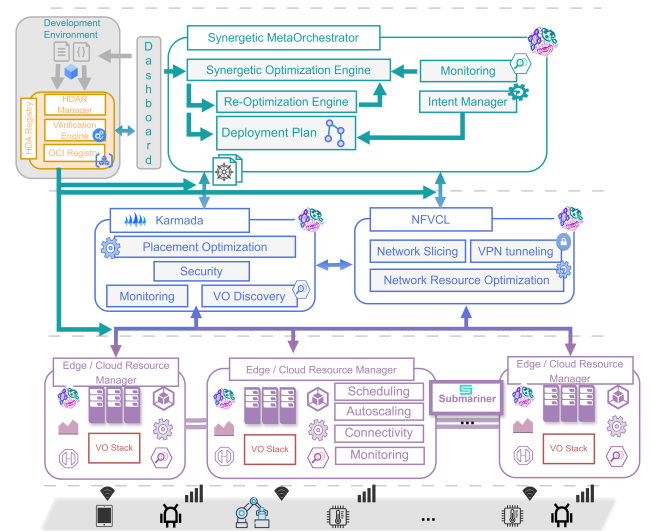 Development
Environment
{}
HDA Registry
HDAR
Manager
Verification
Engine
OCI Registry
Dashboard
Synergetic MetaOrchestrator
Synergetic Optimization Engine
Monitoring
Re-Optimization Engine
Intent Manager
Deployment Plan
Karmada
Placement Optimization
Security
Monitoring
VO Discovery
NFVCL
Network Slicing
VPN tunneling
Network Resource Optimization
Edge / Cloud Resource
Manager
VO Stack
Edge / Cloud Resource Manager
Scheduling
Autoscaling
Connectivity
Monitoring
VO Stack
Submariner
...
Edge / Cloud Resource
Manager
VO Stack
...